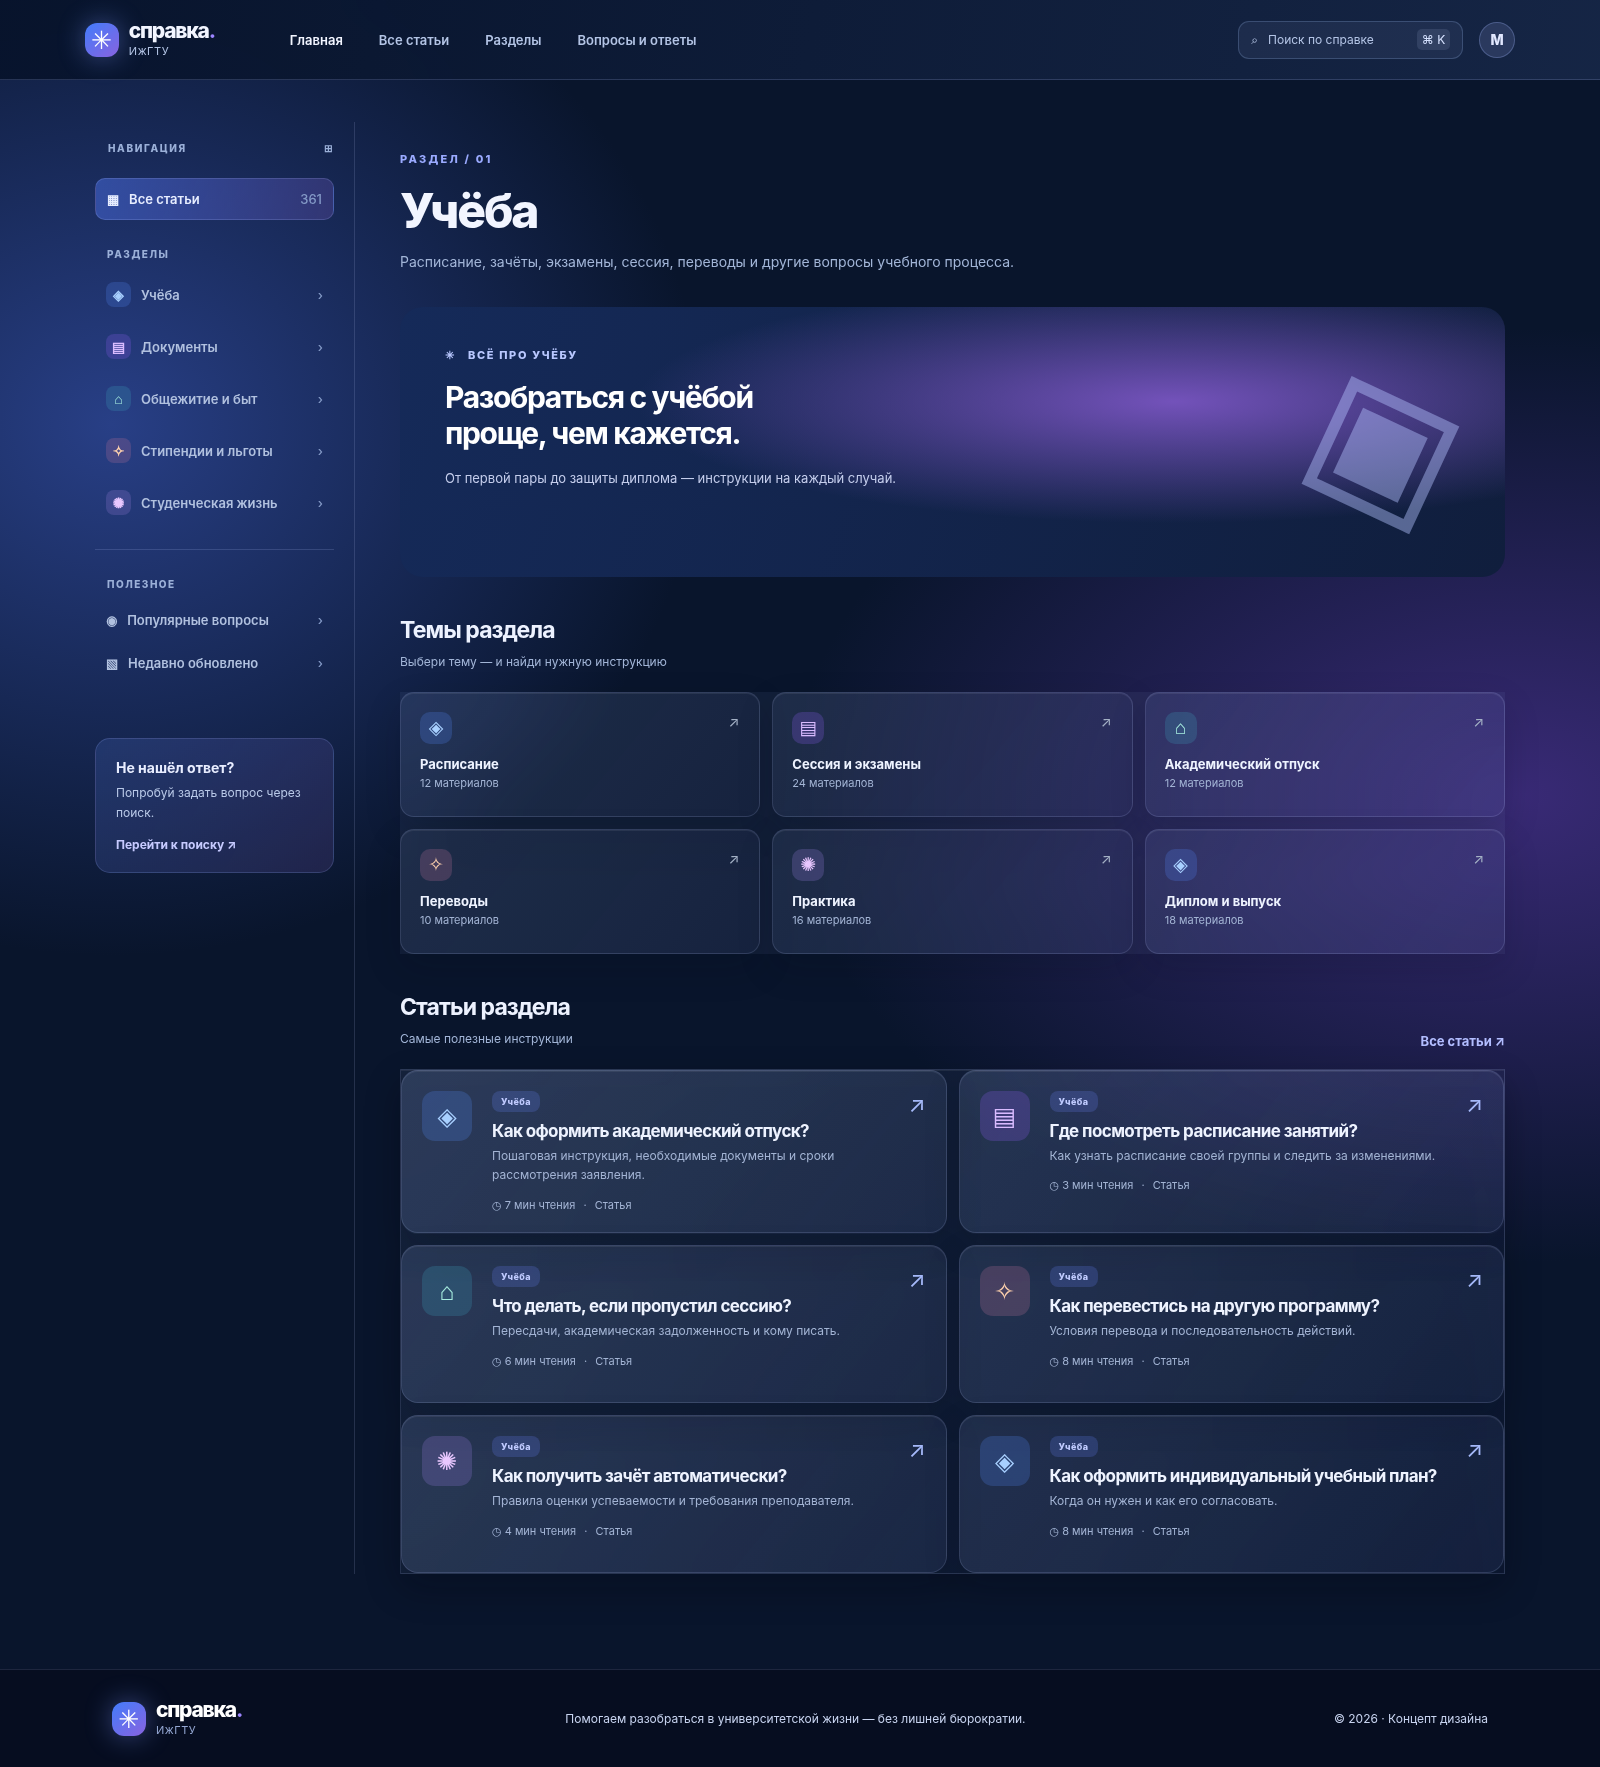 справка.
ИжГТУ
Главная
Все статьи
Разделы
Вопросы и ответы
Поиск по справке
⌘ K
М
НАВИГАЦИЯ
Все статьи 361
РАЗДЕЛЫ
Учёба
Документы
Общежитие и быт
Стипендии и льготы
Студенческая жизнь
ПОЛЕЗНОЕ
Популярные вопросы
Недавно обновлено
Не нашёл ответ?
Попробуй задать вопрос через
поиск.
Перейти к поиску ↗
РАЗДЕЛ / 01
Учёба
Расписание, зачёты, экзамены, сессия, переводы и другие вопросы учебного процесса.
ВСЁ ПРО УЧЁБУ
Разобраться с учёбой
проще, чем кажется.
От первой пары до защиты диплома — инструкции на каждый случай.
Темы раздела
Выбери тему — и найди нужную инструкцию
Расписание
12 материалов
Сессия и экзамены
24 материалов
Академический отпуск
12 материалов
Переводы
10 материалов
Практика
16 материалов
Диплом и выпуск
18 материалов
Статьи раздела
Самые полезные инструкции
Все статьи ↗
Учёба
Как оформить академический отпуск?
Пошаговая инструкция, необходимые документы и сроки
рассмотрения заявления.
7 мин чтения · Статья
Учёба
Где посмотреть расписание занятий?
Как узнать расписание своей группы и следить за изменениями.
3 мин чтения · Статья
Учёба
Что делать, если пропустил сессию?
Пересдачи, академическая задолженность и кому писать.
6 мин чтения · Статья
Учёба
Как перевестись на другую программу?
Условия перевода и последовательность действий.
8 мин чтения · Статья
Учёба
Как получить зачёт автоматически?
Правила оценки успеваемости и требования преподавателя.
4 мин чтения · Статья
Учёба
Как оформить индивидуальный учебный план?
Когда он нужен и как его согласовать.
8 мин чтения · Статья
справка.
ИжГТУ
Помогаем разобраться в университетской жизни — без лишней бюрократии.
© 2026 · Концепт дизайна